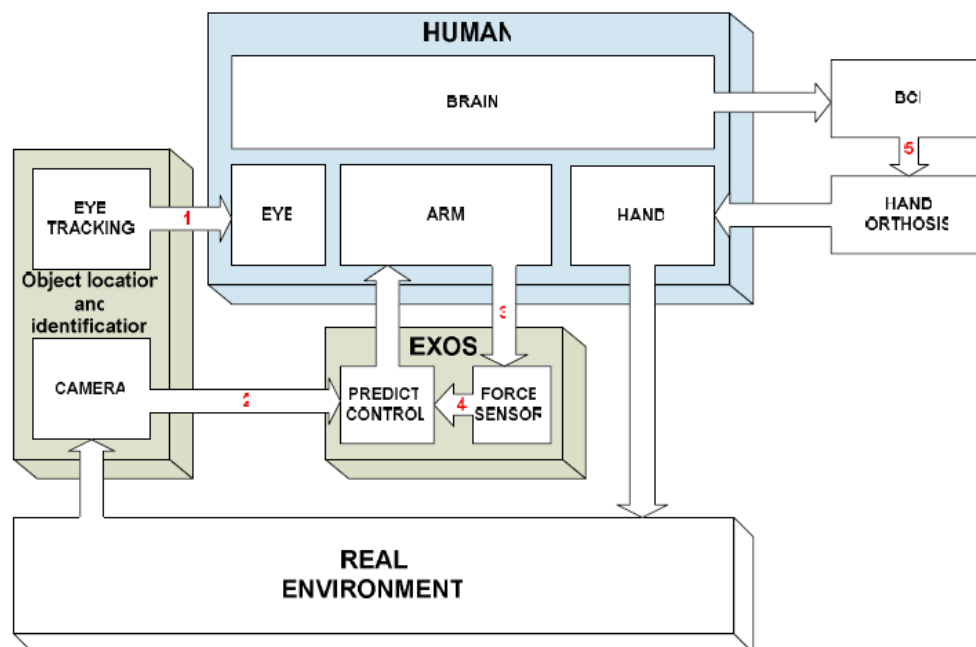 HUMAN
BRAIN
BCI
5
EYE
TRACKING
1
EYE
ARM
HAND
HAND
ORTHOSIS
Object location
and
identification
3
EXOS
CAMERA
2
PREDICT
CONTROL
4
FORCE
SENSOR
REAL
ENVIRONMENT